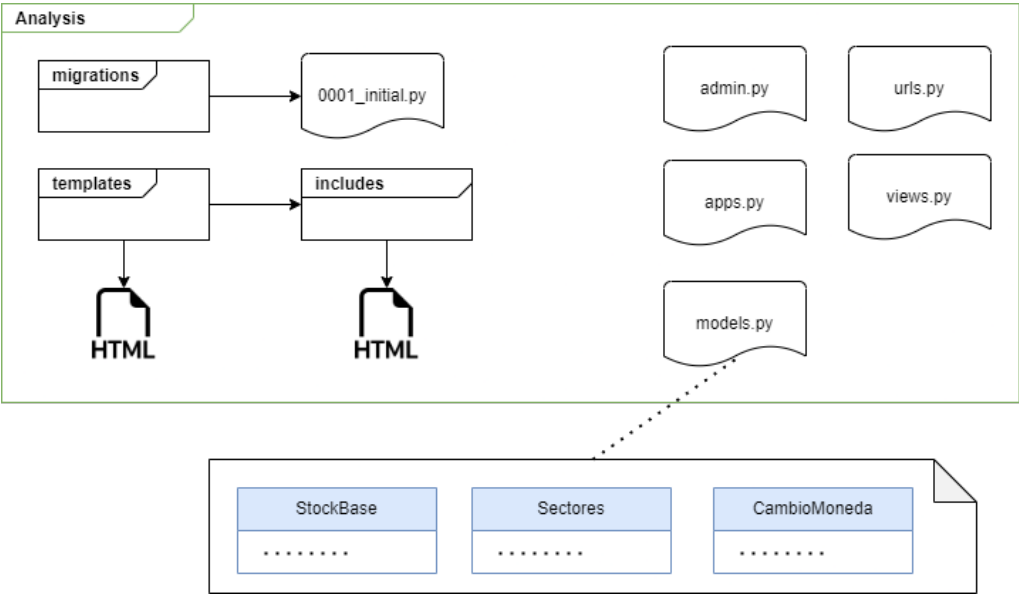 Analysis
migrations
0001_initial.py
admin.py
urls.py
templates
includes
apps.py
views.py
HTML
HTML
models.py
StockBase
Sectores
CambioMoneda